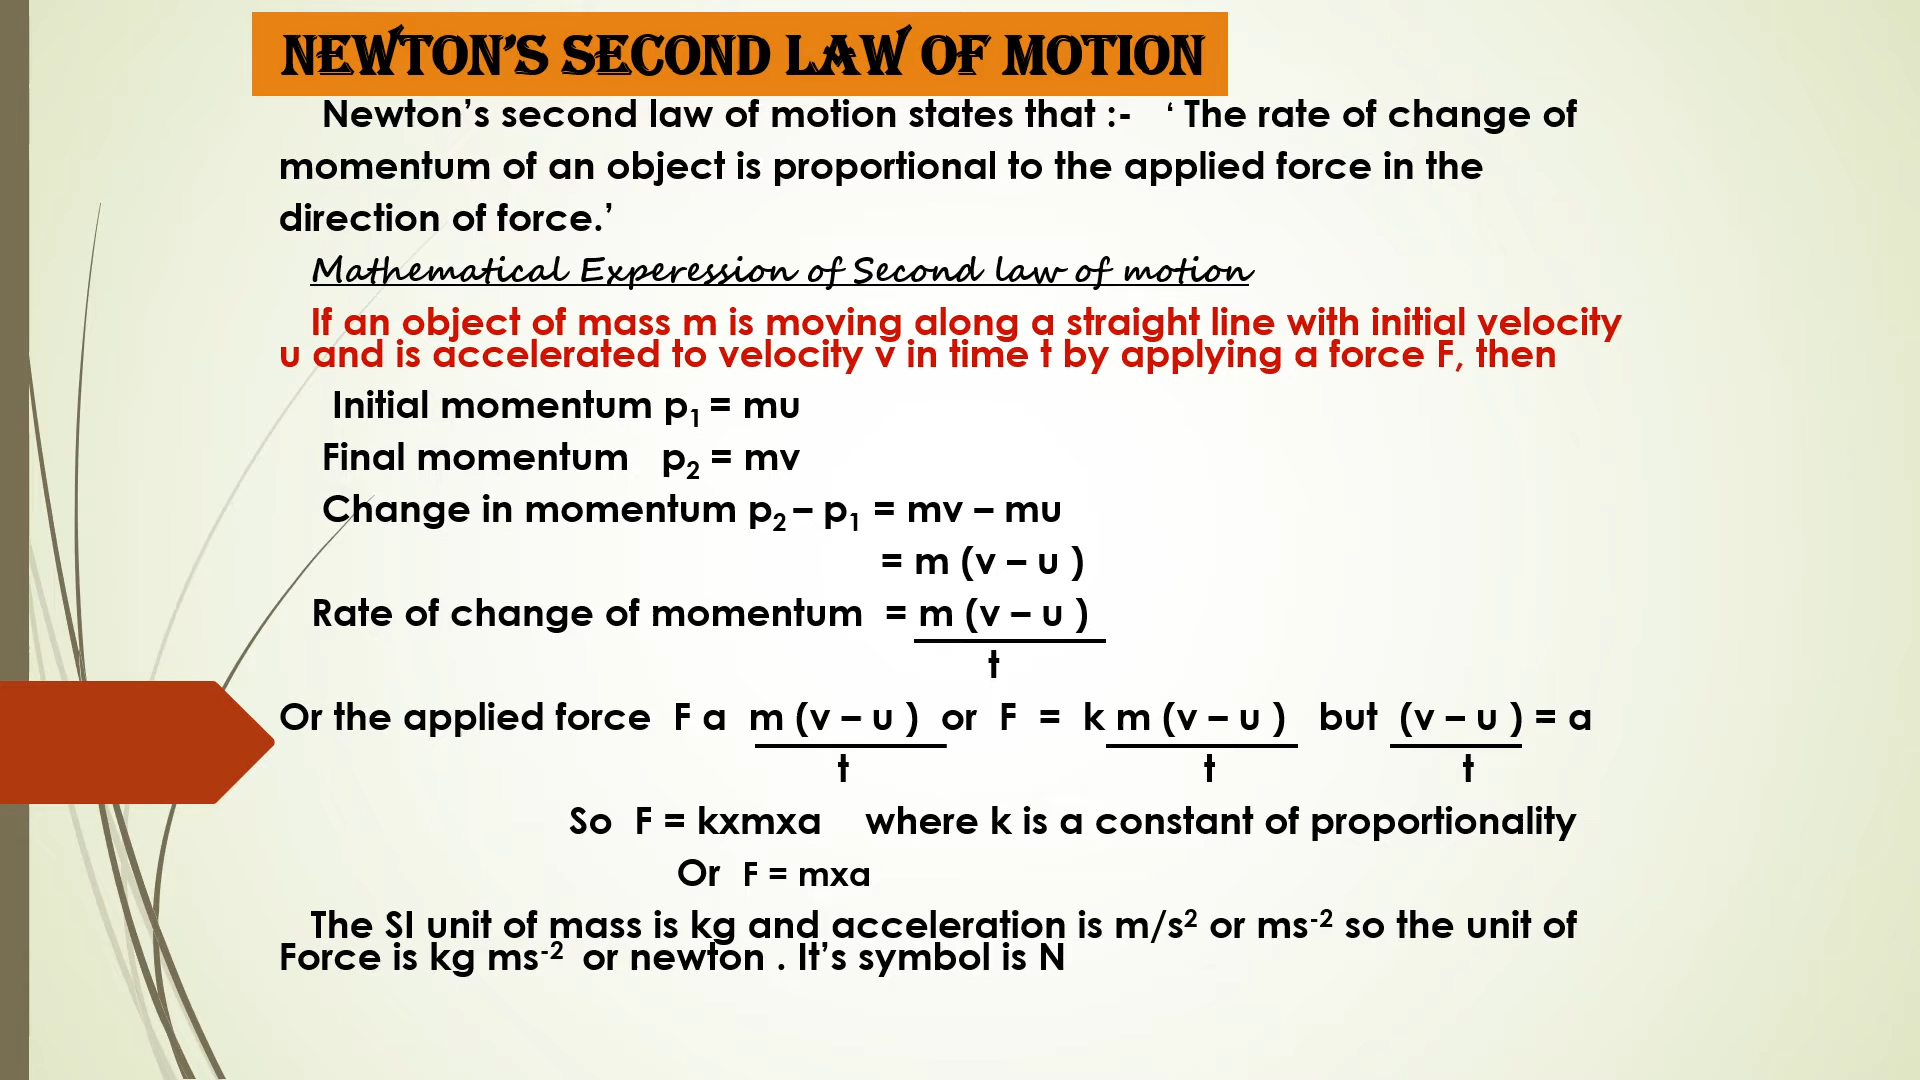 NEWTON’S SECOND LAW OF MOTION
Newton’s second law of motion states that :- ‘ The rate of change of
momentum of an object is proportional to the applied force in the
direction of force.’
Mathematical Experession of Second law of motion
If an object of mass m is moving along a straight line with initial velocity
u and is accelerated to velocity v in time t by applying a force F, then
Initial momentum p₁ = mu
Final momentum p₂ = mv
Change in momentum p₂ – p₁ = mv – mu
= m (v – u )
Rate of change of momentum = m (v – u )
t
Or the applied force F a m (v – u ) or F = k m (v – u ) but (v – u ) = a
t t t
So F = kxmxa where k is a constant of proportionality
Or F = mxa
The SI unit of mass is kg and acceleration is m/s² or ms⁻² so the unit of
Force is kg ms⁻² or newton . It’s symbol is N